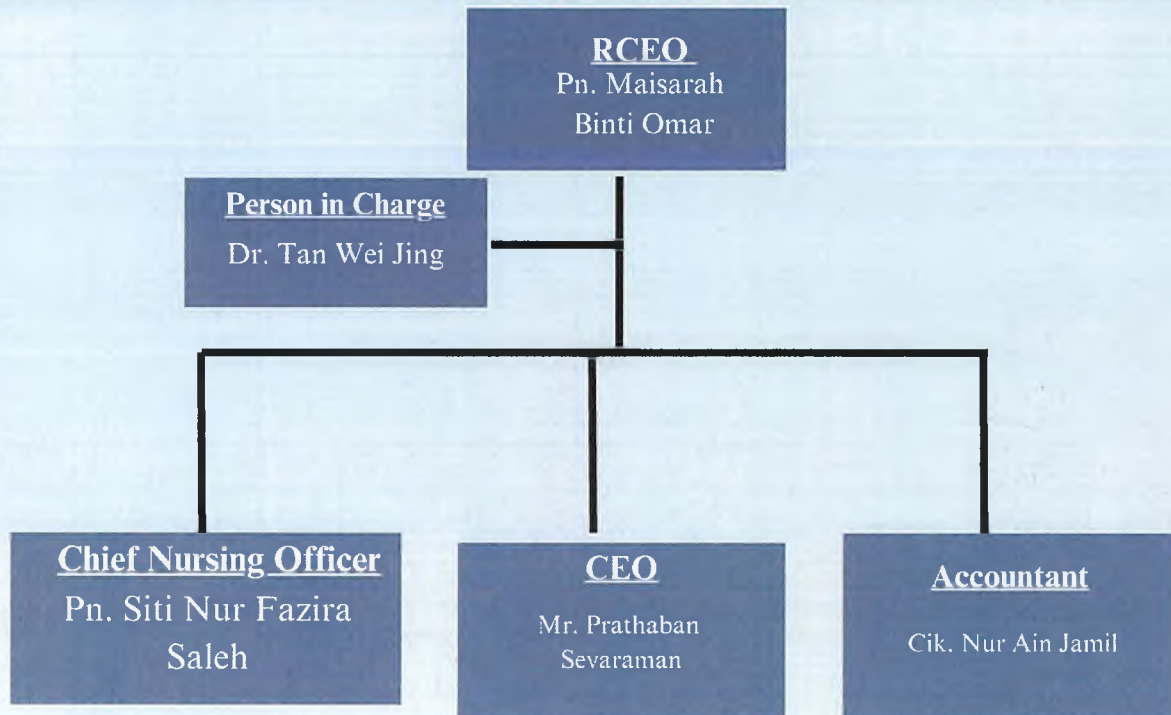 RCEO
Pn. Maisarah
Binti Omar
Person in Charge
Dr. Tan Wei Jing
Chief Nursing Officer
Pn. Siti Nur Fazira
Saleh
CEO
Mr. Prathaban
Sevaraman
Accountant
Cik. Nur Ain Jamil